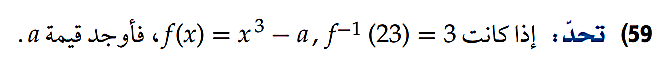 (59 تحدّ: إذا كانت f(x) = x³ − a, f⁻¹(23) = 3، فأوجد قيمة a.